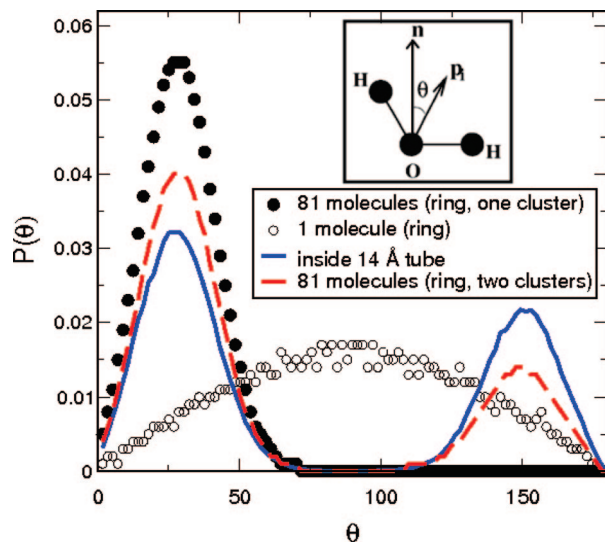 0.06
0.05
0.04
0.03
0.02
0.01
0
P(θ)
n
H
θ
p_i
O
H
81 molecules (ring, one cluster)
1 molecule (ring)
inside 14 Å tube
81 molecules (ring, two clusters)
0
50
100
150
θ